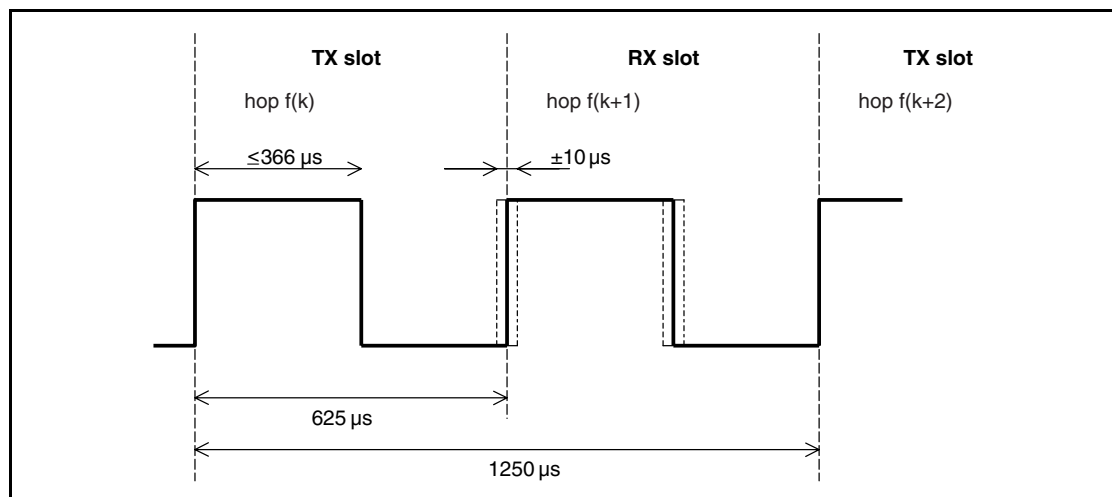 TX slot
RX slot
TX slot
hop f(k)
hop f(k+1)
hop f(k+2)
≤366 µs
±10 µs
625 µs
1250 µs